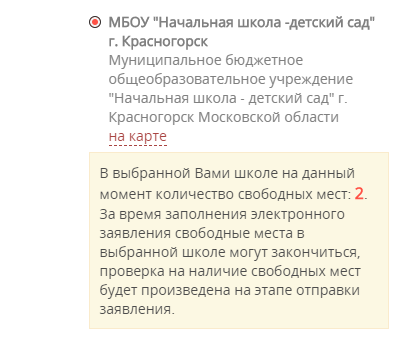 МБОУ "Начальная школа -детский сад"
г. Красногорск
Муниципальное бюджетное
общеобразовательное учреждение
"Начальная школа - детский сад" г.
Красногорск Московской области
на карте
В выбранной Вами школе на данный
момент количество свободных мест: 2.
За время заполнения электронного
заявления свободные места в
выбранной школе могут закончиться,
проверка на наличие свободных мест
будет произведена на этапе отправки
заявления.